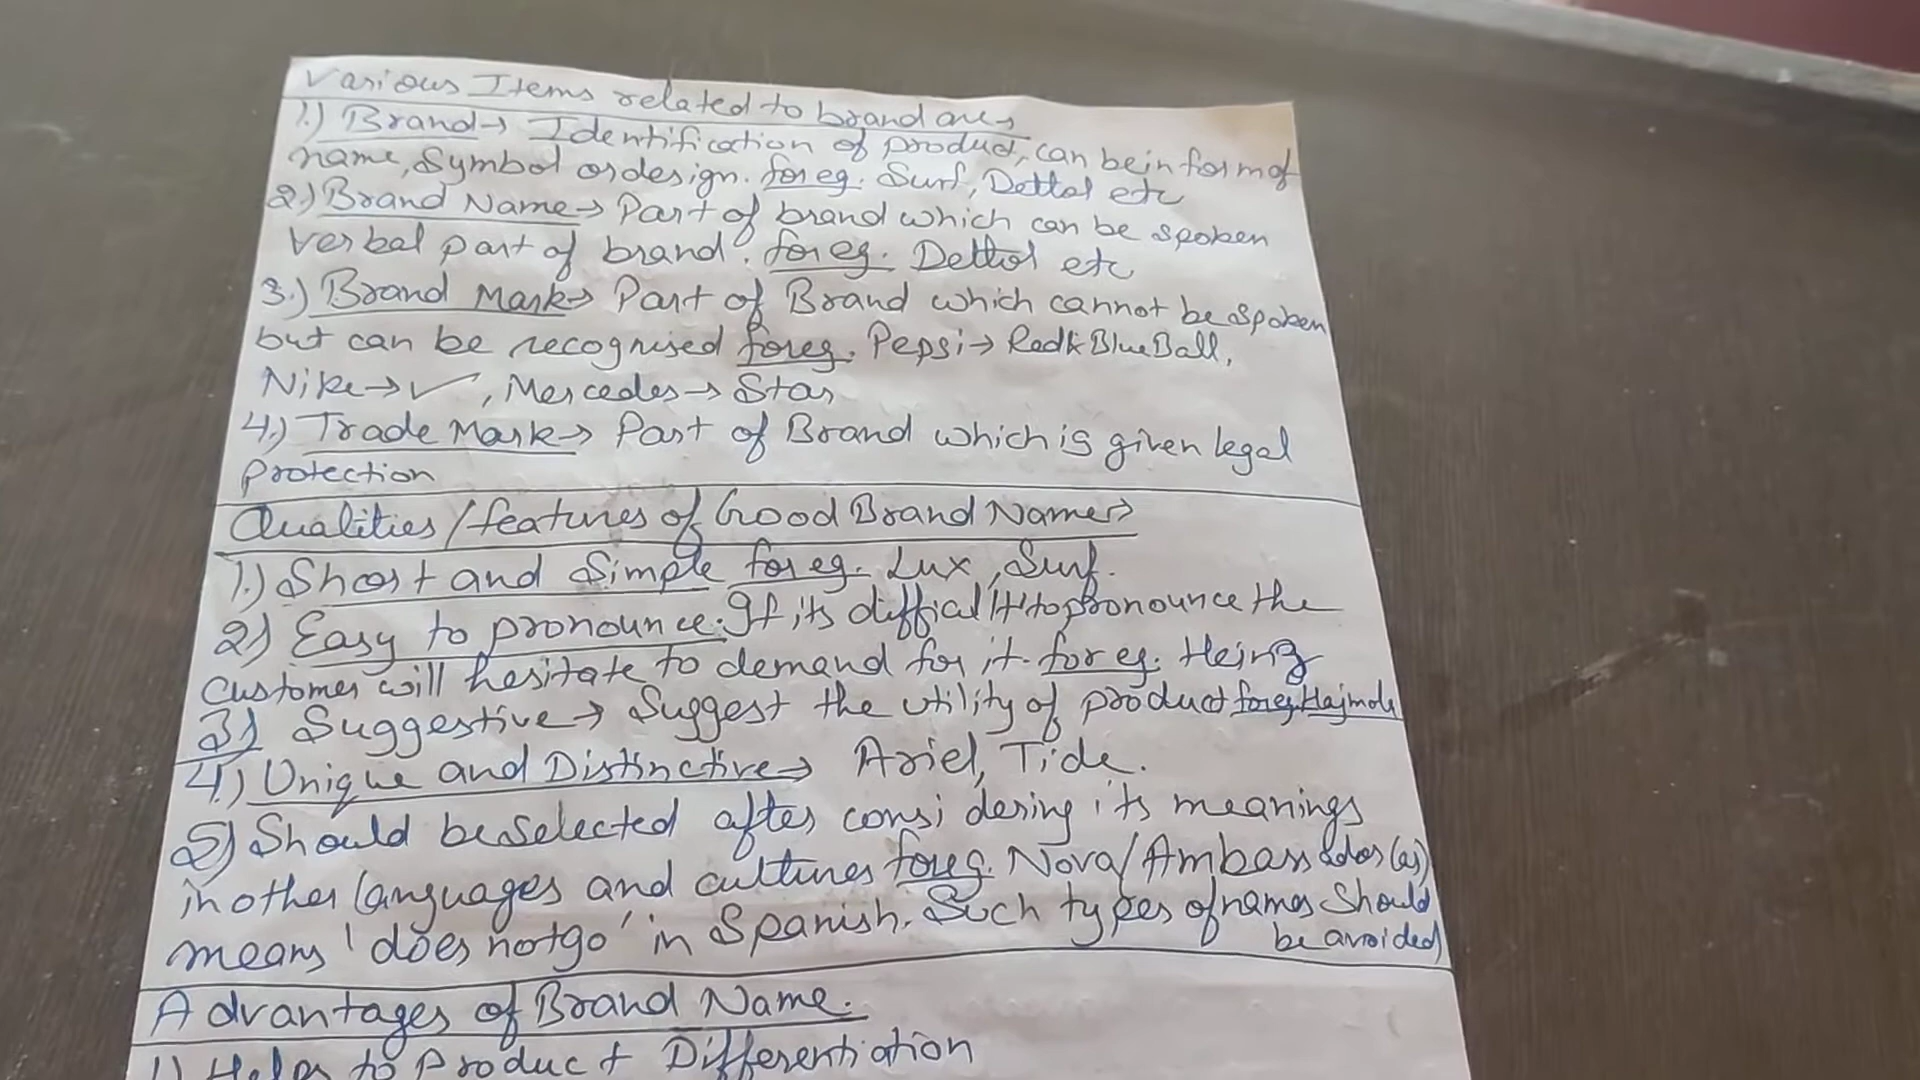 Various Items related to brand are→
1.) Brand→ Identification of product, can be in form of
name, Symbol or design. for eg. Surf, Dettol etc
2.) Brand Name→ Part of brand which can be spoken
Verbal part of brand. for eg. Dettol etc
3.) Brand Mark→ Part of Brand which cannot be spoken
but can be recognised for eg. Pepsi→ Red & Blue Ball,
Nike→ ✓, Mercedes→ Star
4.) Trade Mark→ Part of Brand which is given legal
protection
Qualities/features of Good Brand Name→
1.) Short and Simple for eg. Lux, Surf.
2) Easy to pronounce. If its difficult to pronounce the
customer will hesitate to demand for it. for eg.
3) Suggestive→ Suggest the utility of product for eg. Hajmola
4.) Unique and Distinctive→ Ariel, Tide.
5) Should be Selected after considering its meanings
in other languages and cultures for eg. Nova/Ambassador (as)
means 'does not go' in Spanish. Such types of names Should
be avoided
Advantages of Brand Name.
1) Helps to Product Differentiation